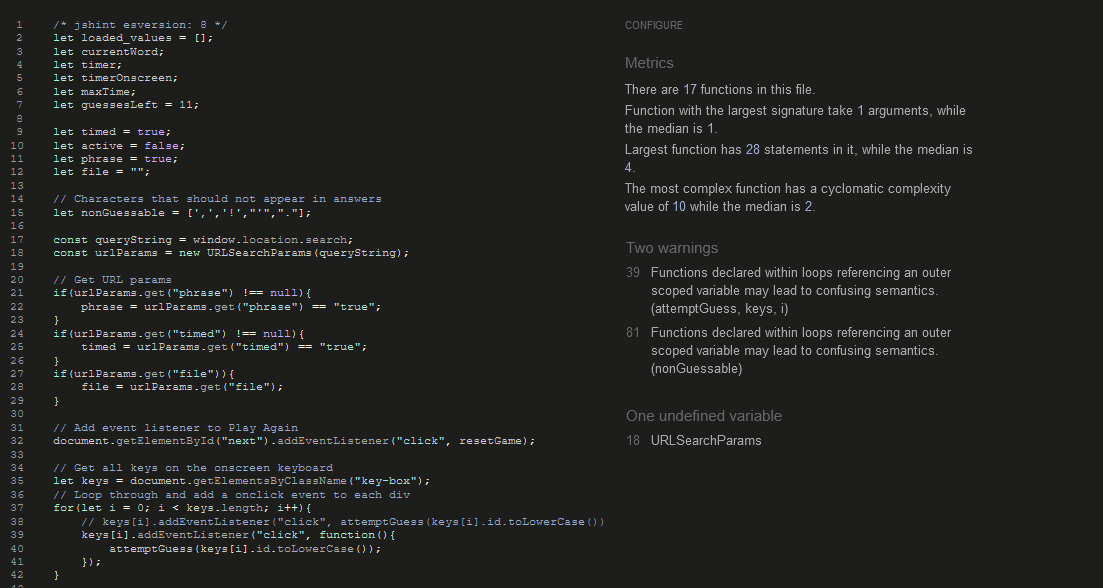 1 /* jshint esversion: 8 */
2 let loaded_values = [];
3 let currentWord;
4 let timer;
5 let timerOnscreen;
6 let maxTime;
7 let guessesLeft = 11;
8
9 let timed = true;
10 let active = false;
11 let phrase = true;
12 let file = "";
13
14 // Characters that should not appear in answers
15 let nonGuessable = [',','!',"'","."];
16
17 const queryString = window.location.search;
18 const urlParams = new URLSearchParams(queryString);
19
20 // Get URL params
21 if(urlParams.get("phrase") !== null){
22 phrase = urlParams.get("phrase") == "true";
23 }
24 if(urlParams.get("timed") !== null){
25 timed = urlParams.get("timed") == "true";
26 }
27 if(urlParams.get("file")){
28 file = urlParams.get("file");
29 }
30
31 // Add event listener to Play Again
32 document.getElementById("next").addEventListener("click", resetGame);
33
34 // Get all keys on the onscreen keyboard
35 let keys = document.getElementsByClassName("key-box");
36 // Loop through and add a onclick event to each div
37 for(let i = 0; i < keys.length; i++){
38 // keys[i].addEventListener("click", attemptGuess(keys[i].id.toLowerCase())
39 keys[i].addEventListener("click", function(){
40 attemptGuess(keys[i].id.toLowerCase());
41 });
42 }
CONFIGURE
Metrics
There are 17 functions in this file.
Function with the largest signature take 1 arguments, while
the median is 1.
Largest function has 28 statements in it, while the median is
4.
The most complex function has a cyclomatic complexity
value of 10 while the median is 2.
Two warnings
39 Functions declared within loops referencing an outer
scoped variable may lead to confusing semantics.
(attemptGuess, keys, i)
81 Functions declared within loops referencing an outer
scoped variable may lead to confusing semantics.
(nonGuessable)
One undefined variable
18 URLSearchParams